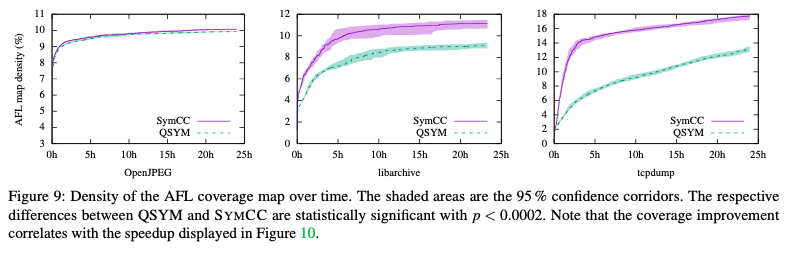 AFL map density (%)
11
10
9
8
7
6
5
4
3
SymCC
QSYM
0h 5h 10h 15h 20h 25h
OpenJPEG
12
10
8
6
4
2
0
SymCC
QSYM
0h 5h 10h 15h 20h 25h
libarchive
18
16
14
12
10
8
6
4
2
0
SymCC
QSYM
0h 5h 10h 15h 20h 25h
tcpdump
Figure 9: Density of the AFL coverage map over time. The shaded areas are the 95 % confidence corridors. The respective
differences between QSYM and SYMCC are statistically significant with p < 0.0002. Note that the coverage improvement
correlates with the speedup displayed in Figure 10.